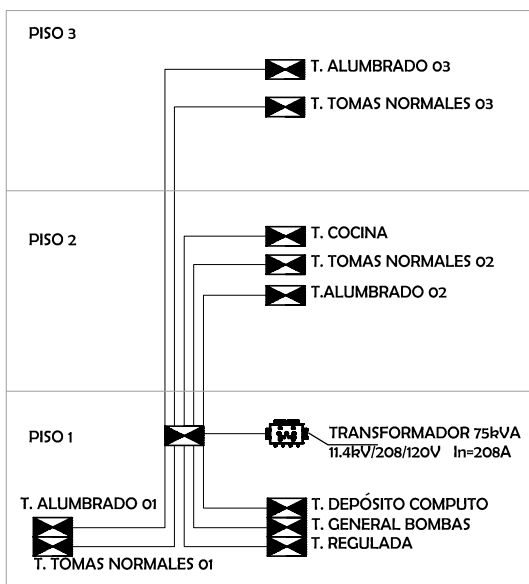 PISO 3
T. ALUMBRADO 03
T. TOMAS NORMALES 03
PISO 2
T. COCINA
T. TOMAS NORMALES 02
T.ALUMBRADO 02
PISO 1
TRANSFORMADOR 75kVA
11.4kV/208/120V In=208A
T. ALUMBRADO 01
T. TOMAS NORMALES 01
T. DEPÓSITO COMPUTO
T. GENERAL BOMBAS
T. REGULADA